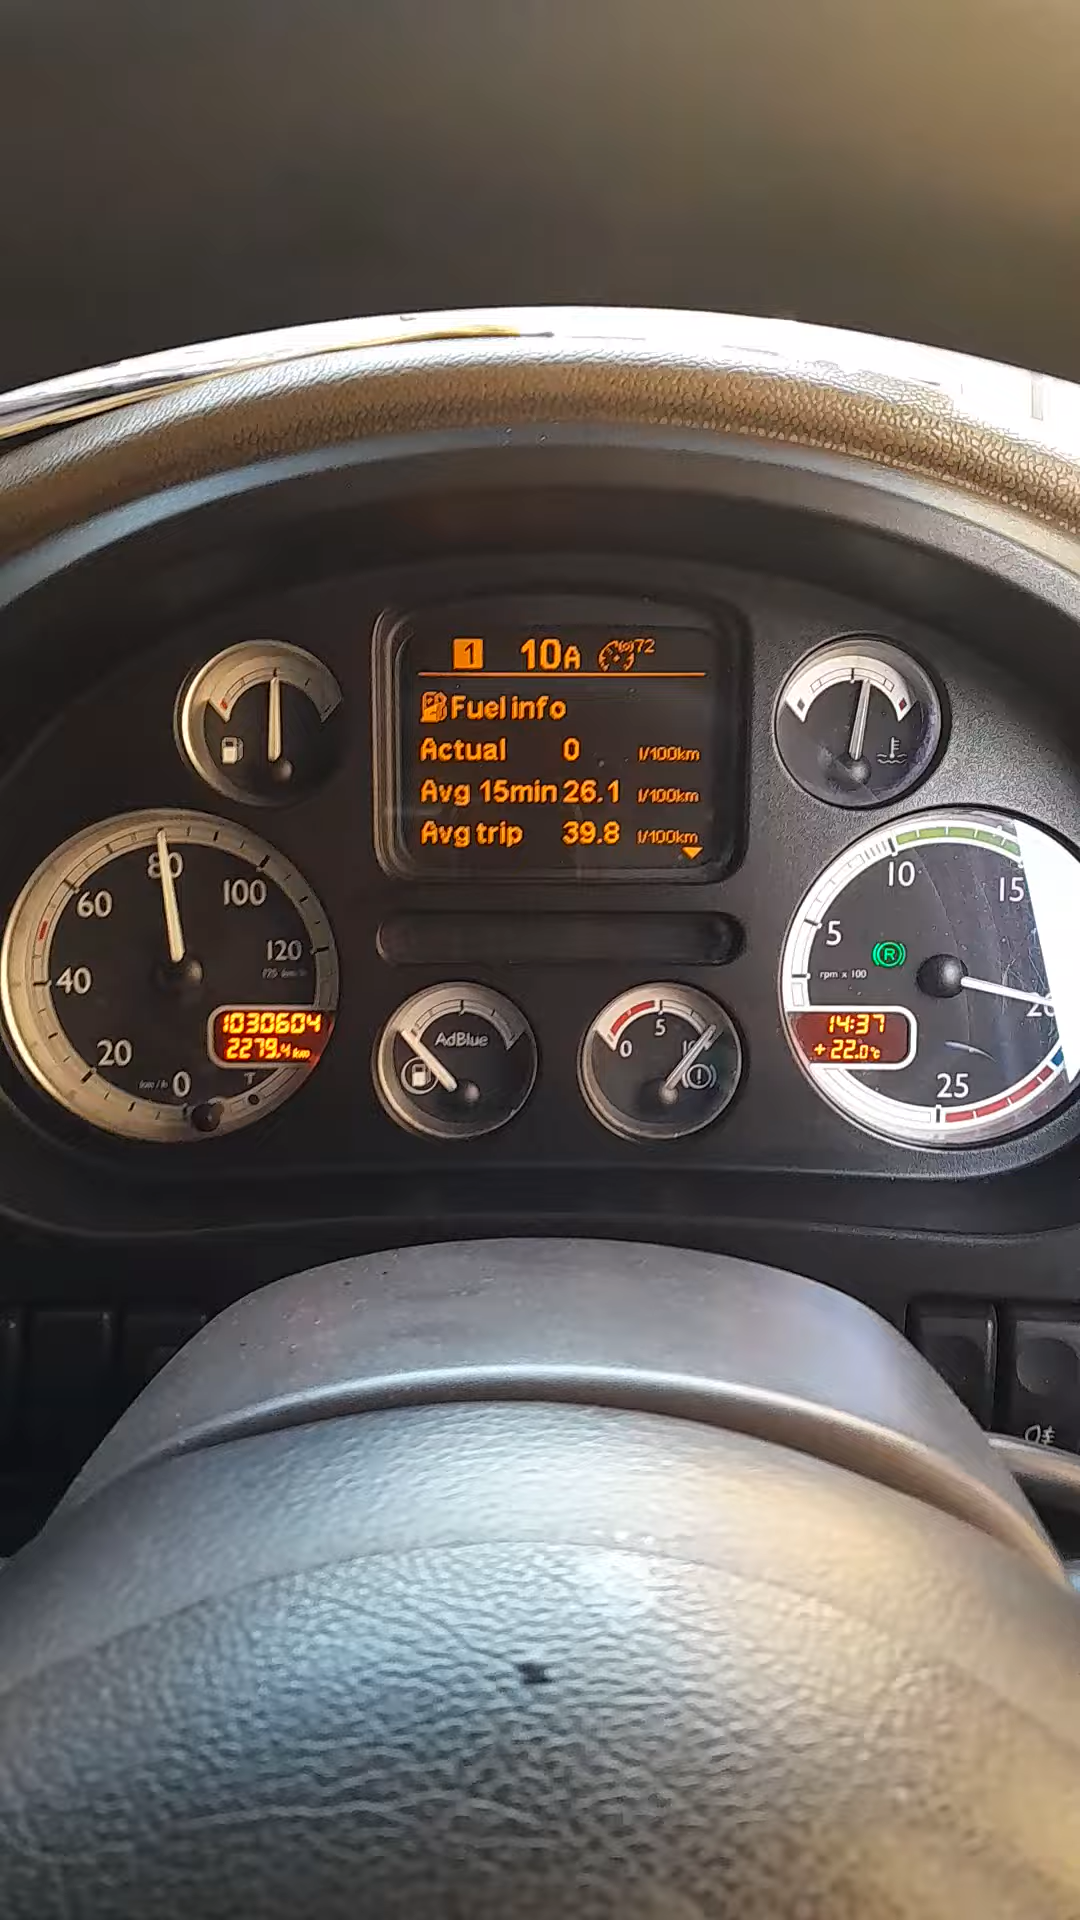 1 10A 72
Fuel info
Actual 0 l/100km
Avg 15min 26.1 l/100km
Avg trip 39.8 l/100km
0 20 40 60 80 100 120
km/h
1030604
2279.4 km
T
AdBlue
0 5 10
5 10 15 20 25
rpm x 100
R
14:37
+22.0°c